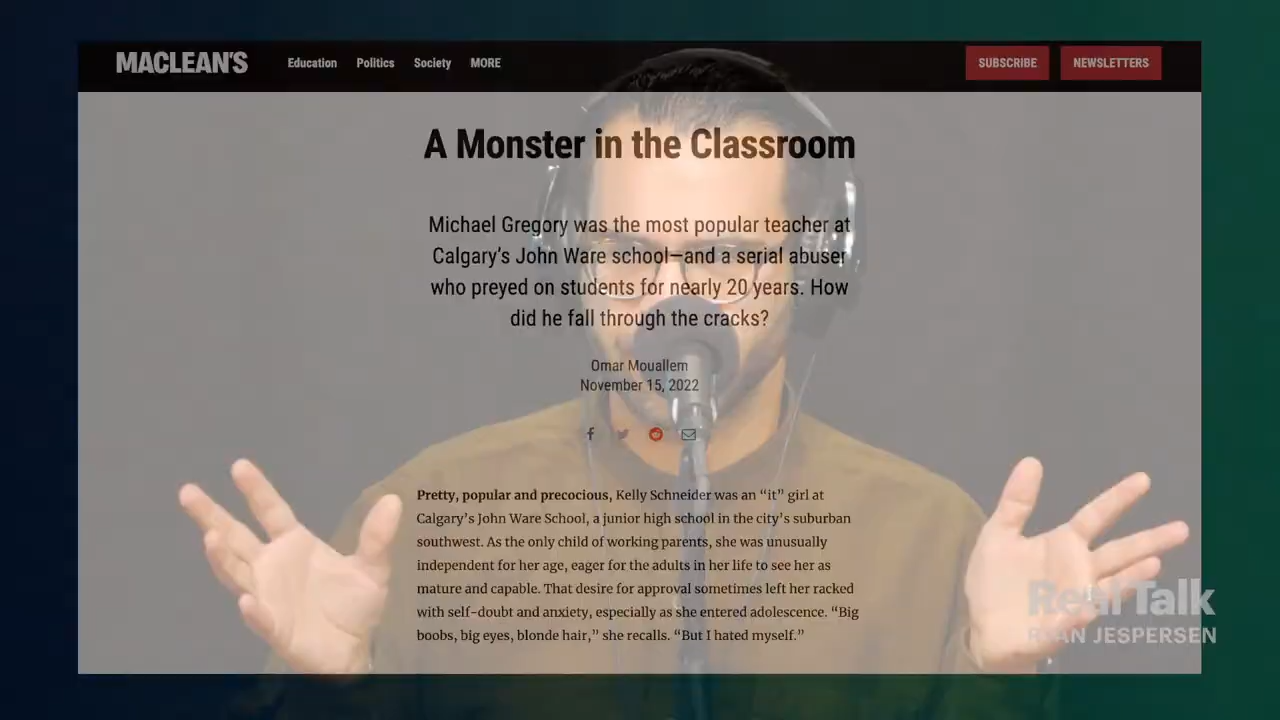 MACLEAN'S Education Politics Society MORE SUBSCRIBE NEWSLETTERS
A Monster in the Classroom
Michael Gregory was the most popular teacher at
Calgary's John Ware school—and a serial abuser
who preyed on students for nearly 20 years. How
did he fall through the cracks?
Omar Mouallem
November 15, 2022
Pretty, popular and precocious, Kelly Schneider was an “it” girl at
Calgary’s John Ware School, a junior high school in the city’s suburban
southwest. As the only child of working parents, she was unusually
independent for her age, eager for the adults in her life to see her as
mature and capable. That desire for approval sometimes left her racked
with self-doubt and anxiety, especially as she entered adolescence. “Big
boobs, big eyes, blonde hair,” she recalls. “But I hated myself.”
Real Talk
RYAN JESPERSEN